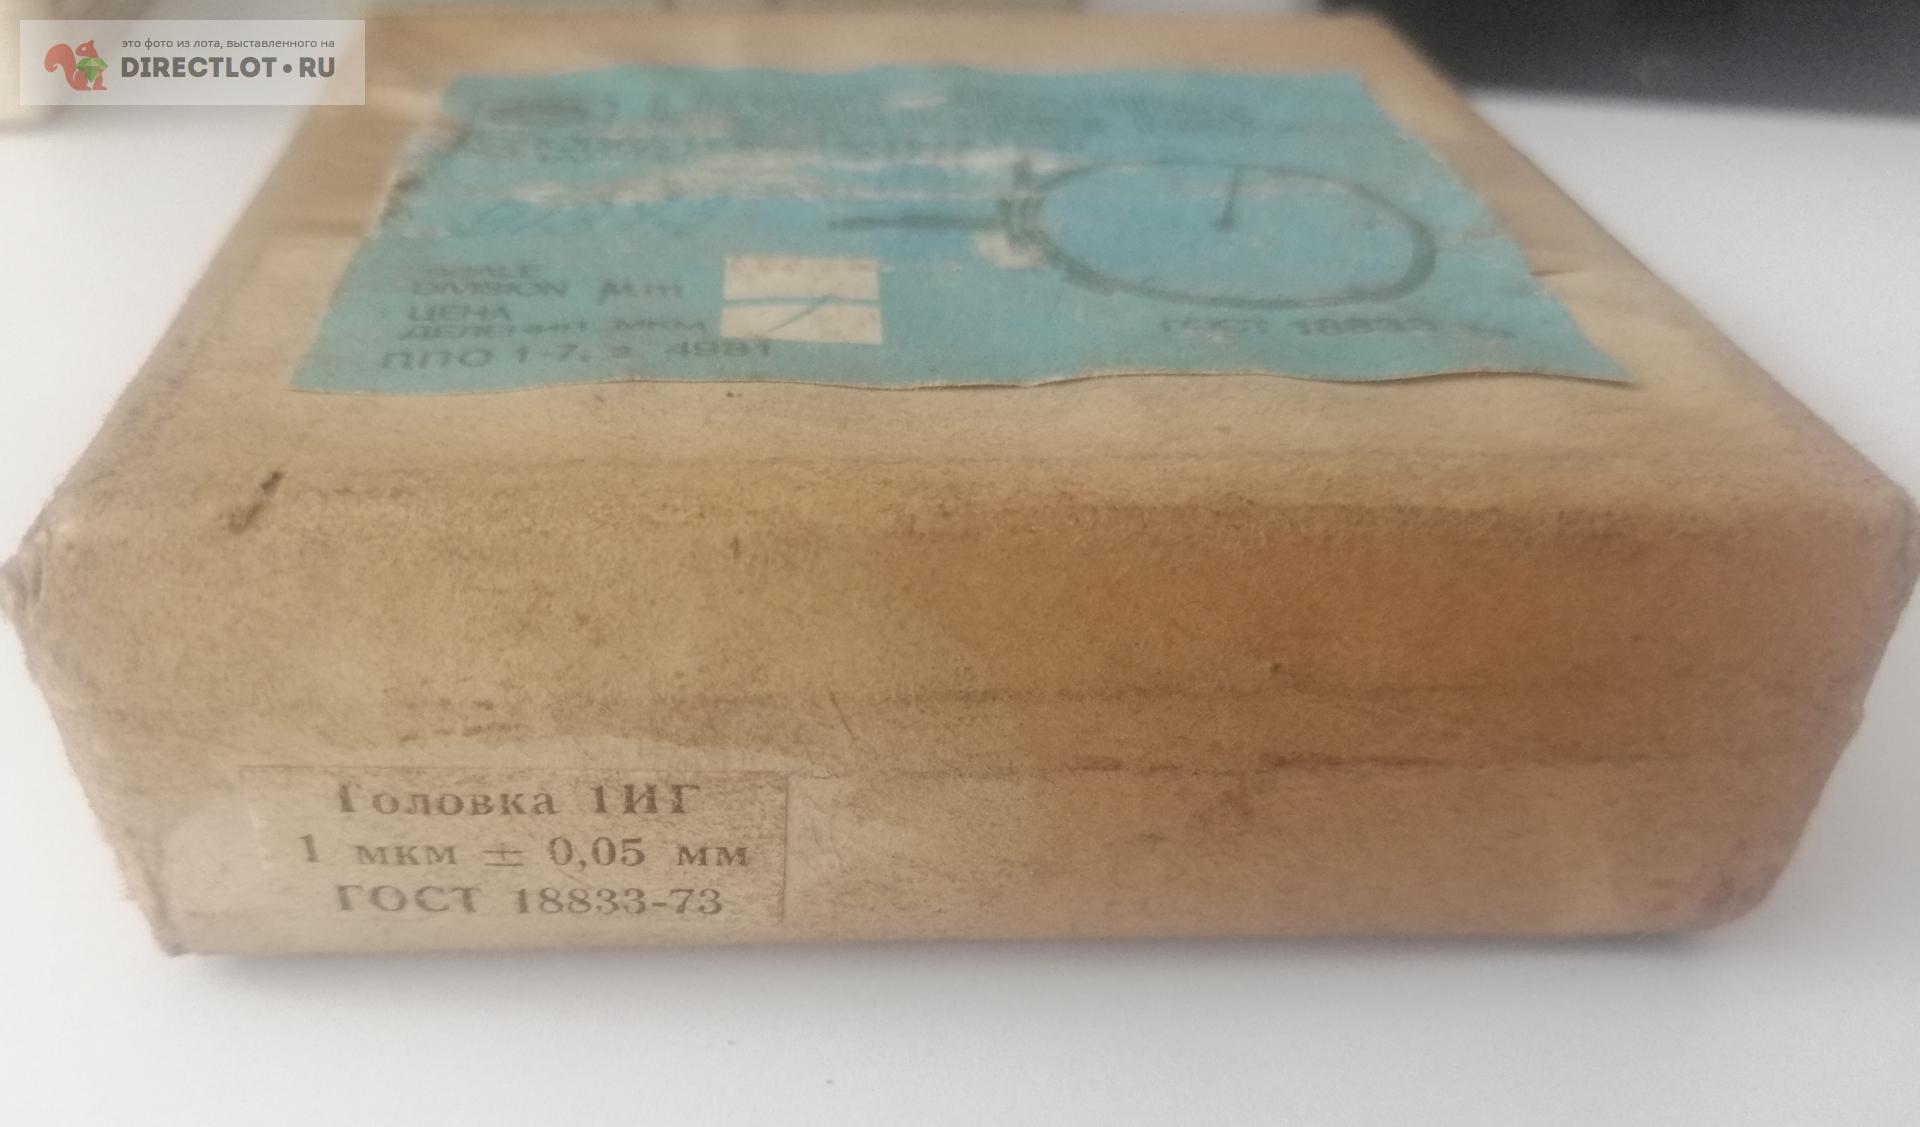 это фото из лота, выставленного на
DIRECTLOT•RU
SCALE
DIVISION µm
ЦЕНА
ДЕЛЕНИЯ МКМ
ППО 1-7, з. 4981
ГОСТ 18833
Головка 1ИГ
1 мкм ± 0,05 мм
ГОСТ 18833-73